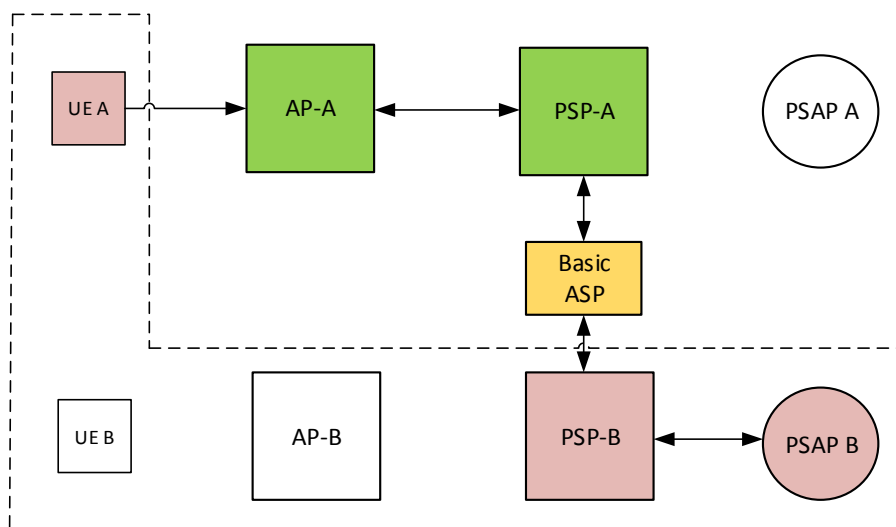 UE A
AP-A
PSP-A
PSAP A
Basic
ASP
UE B
AP-B
PSP-B
PSAP B